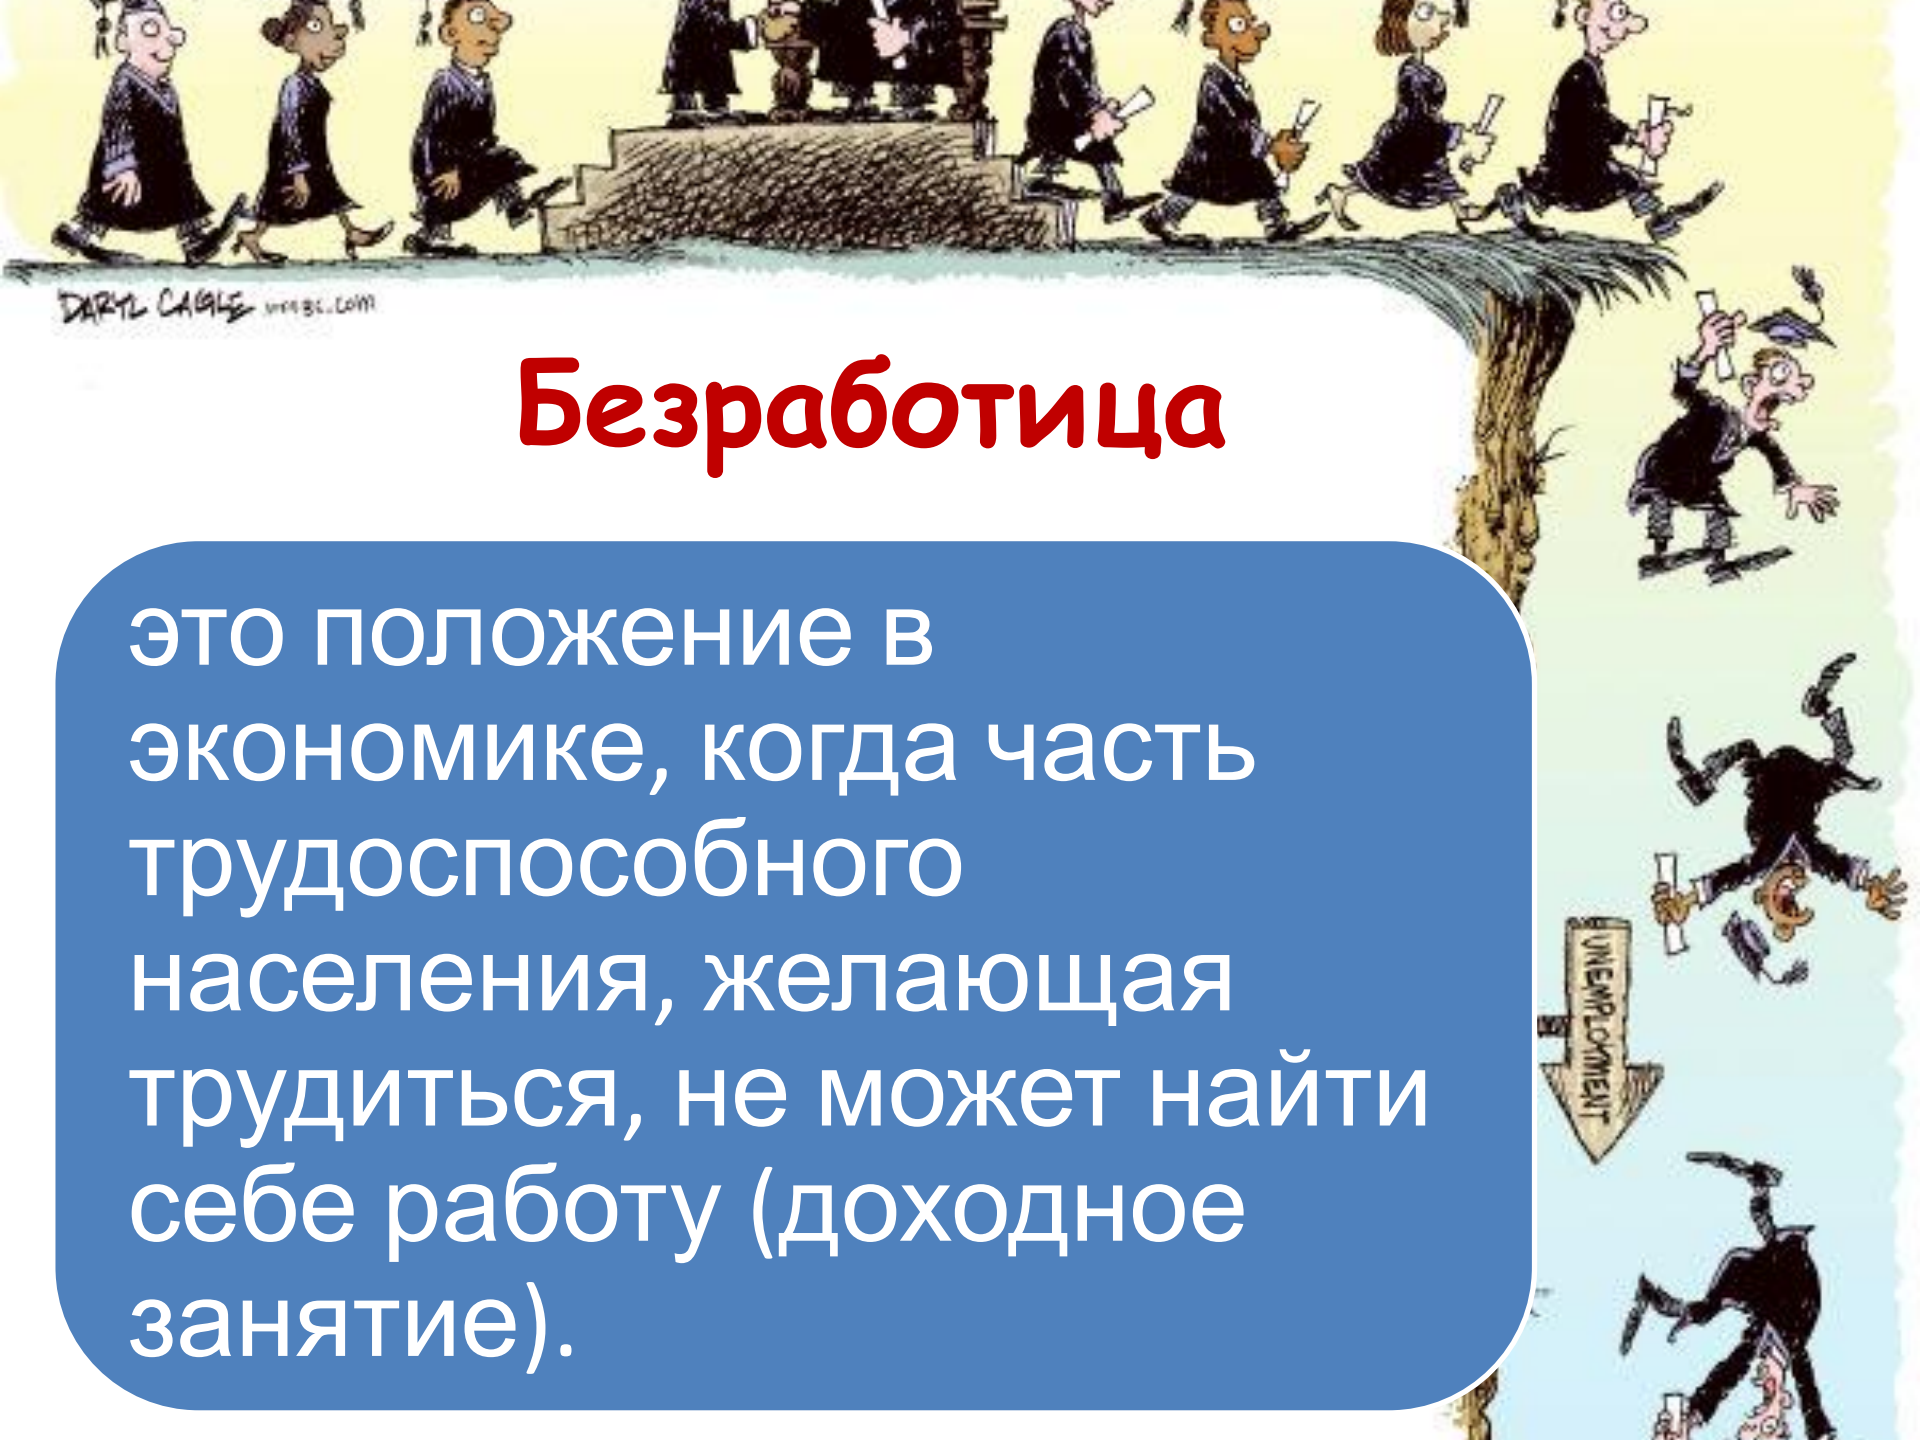 DARYL CAGLE
Безработица
это положение в
экономике, когда часть
трудоспособного
населения, желающая
трудиться, не может найти
себе работу (доходное
занятие).
UNEMPLOYMENT